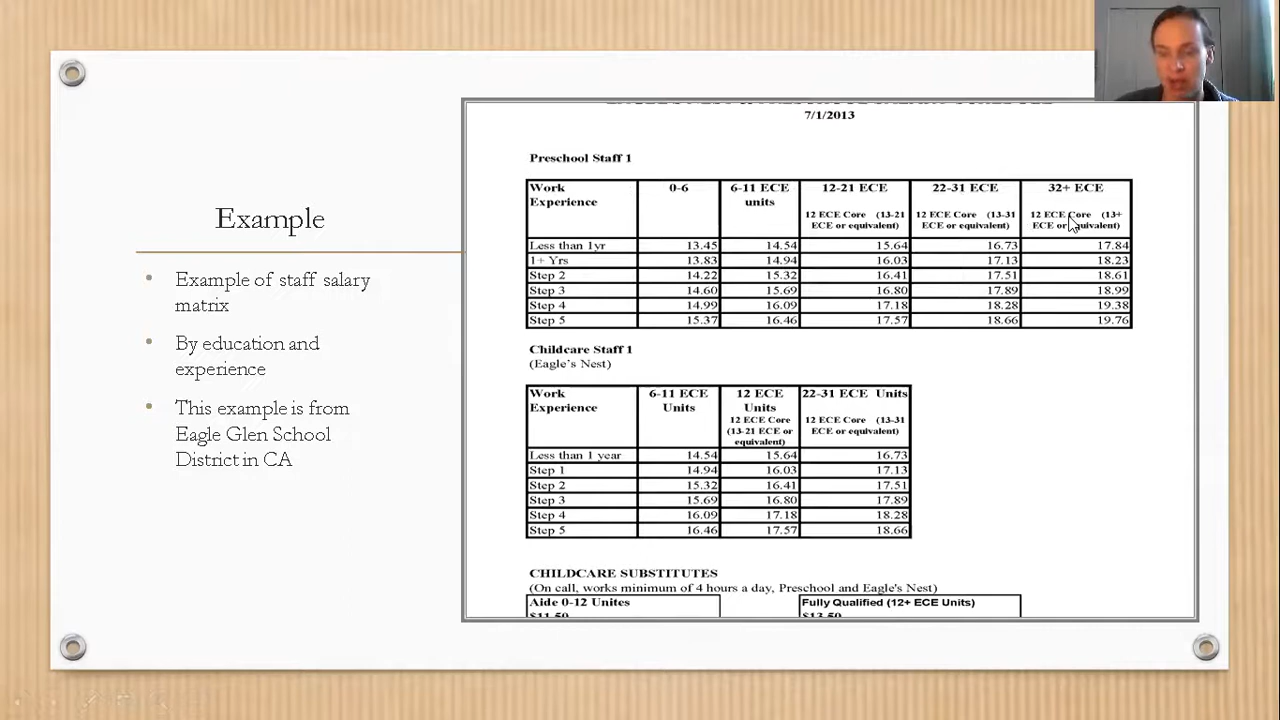 Example
• Example of staff salary
matrix
• By education and
experience
• This example is from
Eagle Glen School
District in CA
7/1/2013
Preschool Staff 1
Work Experience 0-6 6-11 ECE units 12-21 ECE 22-31 ECE 32+ ECE
12 ECE Core (13-21 ECE or equivalent) 12 ECE Core (13-31 ECE or equivalent) 12 ECE Core (13+ ECE or equivalent)
Less than 1yr 13.45 14.54 15.64 16.73 17.84
1+ Yrs 13.83 14.94 16.03 17.13 18.23
Step 2 14.22 15.32 16.41 17.51 18.61
Step 3 14.60 15.69 16.80 17.89 18.99
Step 4 14.99 16.09 17.18 18.28 19.38
Step 5 15.37 16.46 17.57 18.66 19.76
Childcare Staff 1
(Eagle's Nest)
Work Experience 6-11 ECE Units 12 ECE Units 22-31 ECE Units
12 ECE Core (13-21 ECE or equivalent) 12 ECE Core (13-31 ECE or equivalent)
Less than 1 year 14.54 15.64 16.73
Step 1 14.94 16.03 17.13
Step 2 15.32 16.41 17.51
Step 3 15.69 16.80 17.89
Step 4 16.09 17.18 18.28
Step 5 16.46 17.57 18.66
CHILDCARE SUBSTITUTES
(On call, works minimum of 4 hours a day, Preschool and Eagle's Nest)
Aide 0-12 Unites Fully Qualified (12+ ECE Units)
$11.50 $13.50